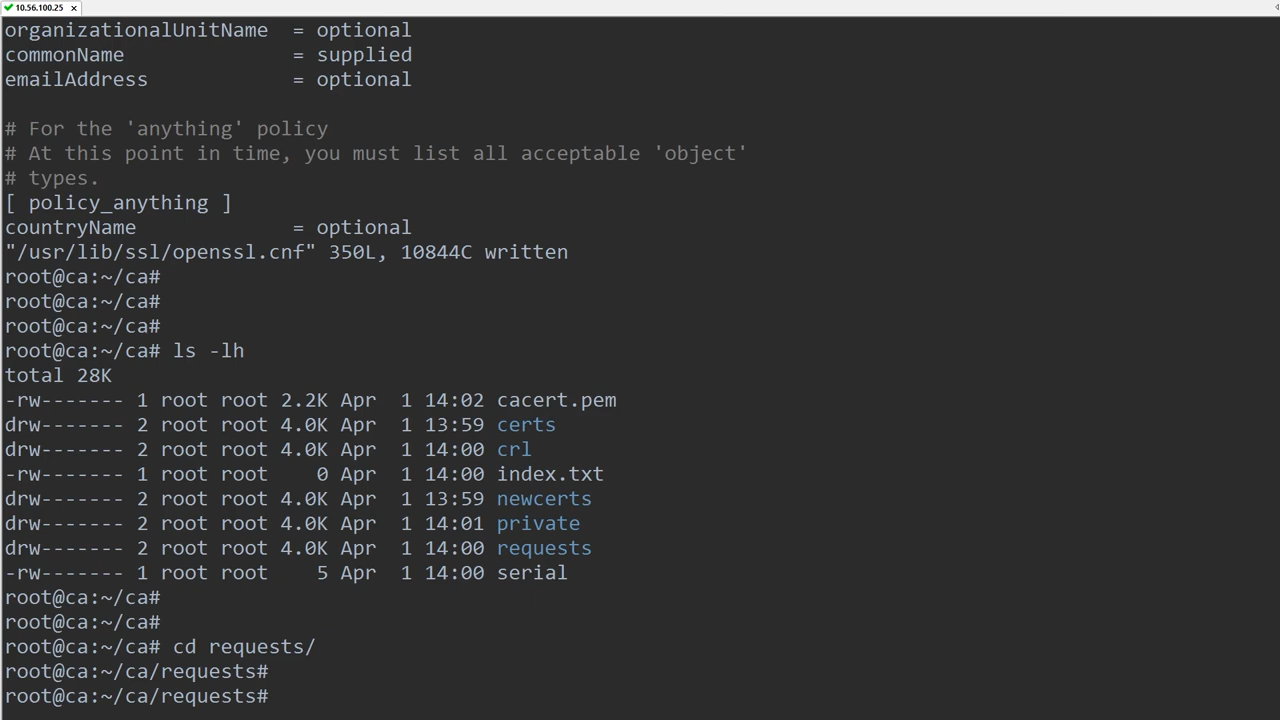 10.56.100.25
organizationalUnitName  = optional
commonName              = supplied
emailAddress            = optional
# For the 'anything' policy
# At this point in time, you must list all acceptable 'object'
# types.
[ policy_anything ]
countryName             = optional
"/usr/lib/ssl/openssl.cnf" 350L, 10844C written
root@ca:~/ca#
root@ca:~/ca#
root@ca:~/ca#
root@ca:~/ca# ls -lh
total 28K
-rw------- 1 root root 2.2K Apr  1 14:02 cacert.pem
drw------- 2 root root 4.0K Apr  1 13:59 certs
drw------- 2 root root 4.0K Apr  1 14:00 crl
-rw------- 1 root root    0 Apr  1 14:00 index.txt
drw------- 2 root root 4.0K Apr  1 13:59 newcerts
drw------- 2 root root 4.0K Apr  1 14:01 private
drw------- 2 root root 4.0K Apr  1 14:00 requests
-rw------- 1 root root    5 Apr  1 14:00 serial
root@ca:~/ca#
root@ca:~/ca#
root@ca:~/ca# cd requests/
root@ca:~/ca/requests#
root@ca:~/ca/requests#